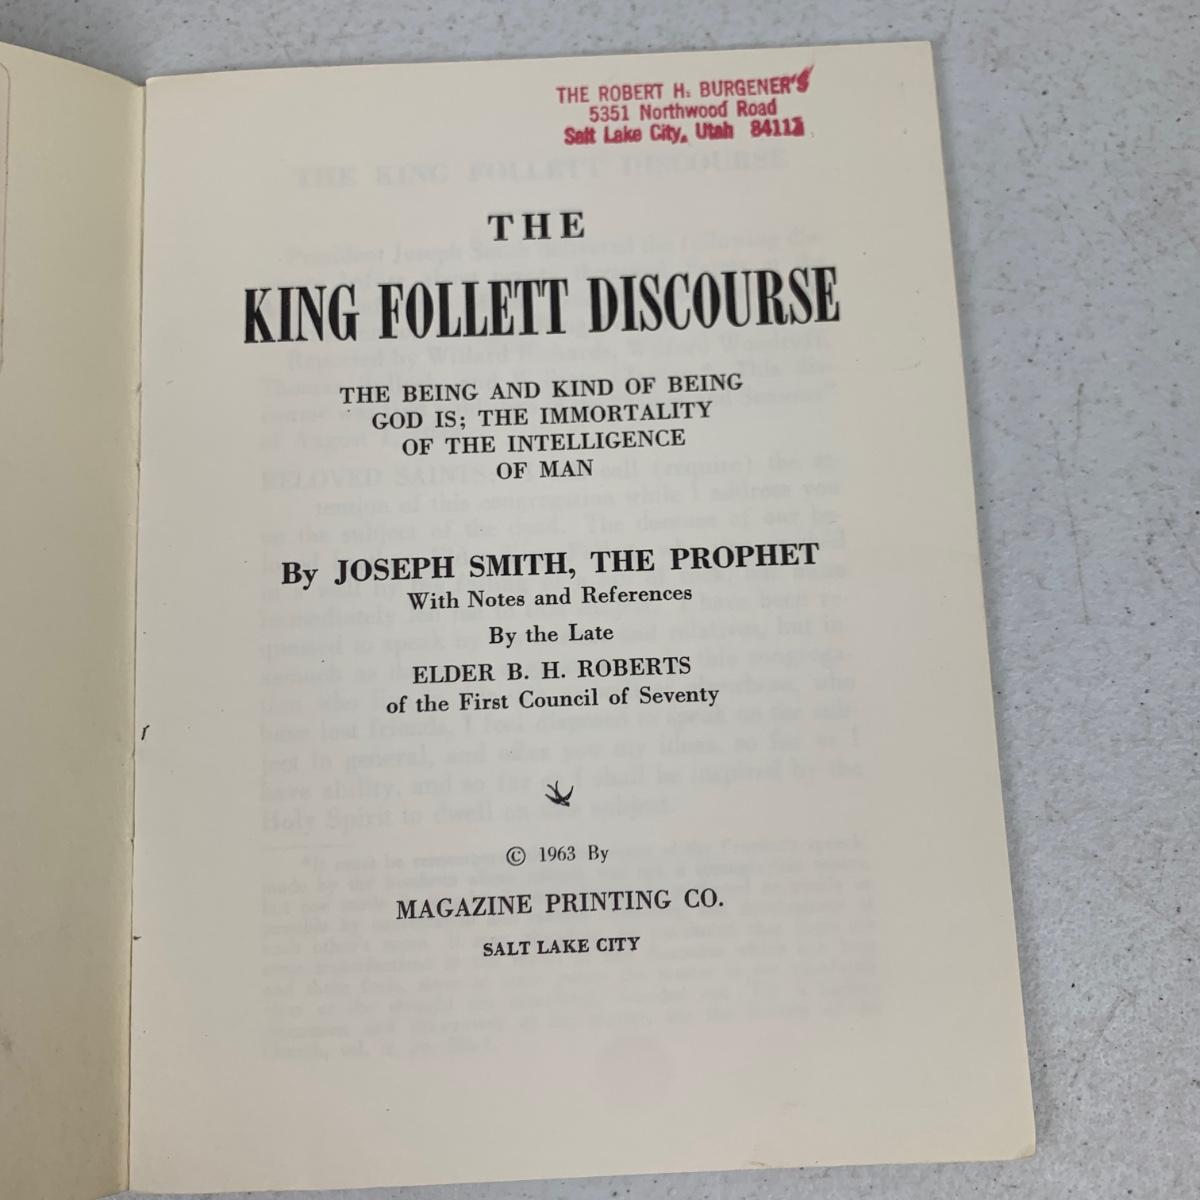 THE ROBERT H. BURGENER'S
5351 Northwood Road
Salt Lake City, Utah
THE
KING FOLLETT DISCOURSE
THE BEING AND KIND OF BEING
GOD IS; THE IMMORTALITY
OF THE INTELLIGENCE
OF MAN
By JOSEPH SMITH, THE PROPHET
With Notes and References
By the Late
ELDER B. H. ROBERTS
of the First Council of Seventy
© 1963 By
MAGAZINE PRINTING CO.
SALT LAKE CITY